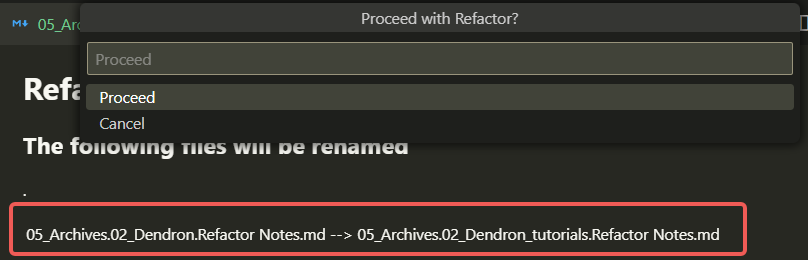 Proceed with Refactor?
05_Ar
Proceed
Refa
Proceed
Cancel
The following files will be renamed
.
05_Archives.02_Dendron.Refactor Notes.md --> 05_Archives.02_Dendron_tutorials.Refactor Notes.md